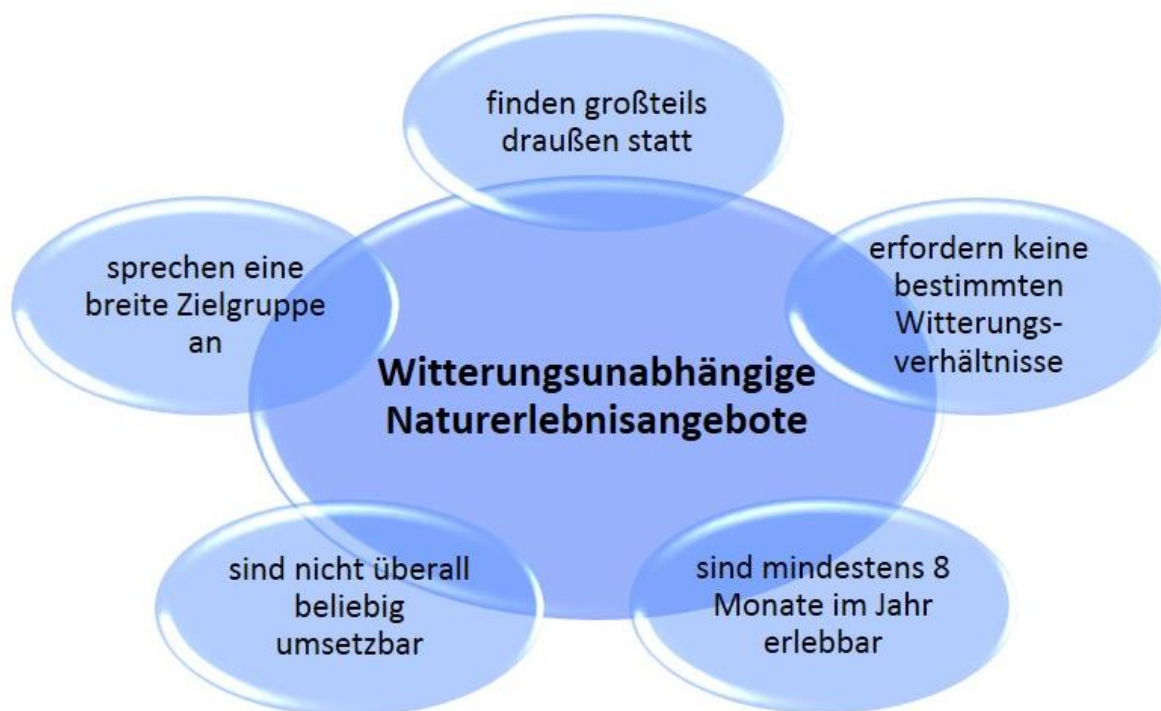 finden großteils
draußen statt
sprechen eine
breite Zielgruppe
an
erfordern keine
bestimmten
Witterungs-
verhältnisse
Witterungsunabhängige
Naturerlebnisangebote
sind nicht überall
beliebig
umsetzbar
sind mindestens 8
Monate im Jahr
erlebbar